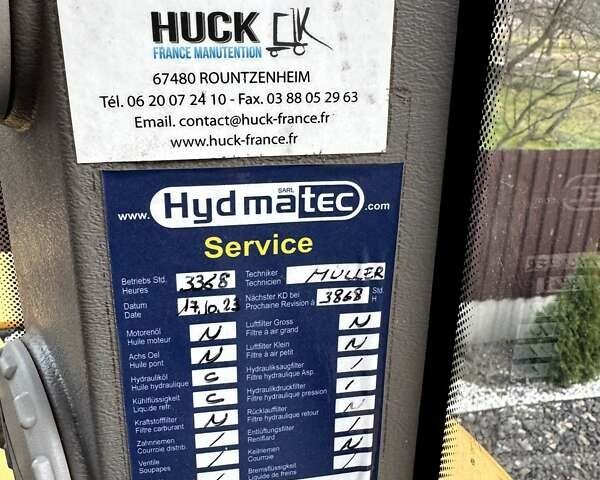 HUCK
FRANCE MANUTENTION
67480 ROUNTZENHEIM
Tél. 06 20 07 24 10 - Fax. 03 88 05 29 63
Email. contact@huck-france.fr
www.huck-france.fr
SARL
www. Hydmatec .com
Service
Betriebs Std. 3368 Techniker MULLER
Heures Technicien
Datum 17.10.23 Nächster KD bei 3868 Std.
Date Prochaine Revision à H
Motorenöl N Luftfilter Gross N
Huile moteur Filtre à air grand
Achs Oel N Luftfilter Klein N
Huile pont Filtre à air petit
Hydrauliköl C Hydrauliksaugfilter /
Huile hydraulique Filtre hydraulique Asp.
Kühlflüssigkeit C Hydraulikdruckfilter /
Liquide refr. Filtre hydraulique pression
Kraftstofffilter N Rücklauffilter N
Filtre carburant Filtre hydraulique retour
Zahnriemen / Entlüftungsfilter /
Courroie distrib. Reniflard
Ventile / Keilriemen N
Soupapes Courroie
/ Bremsflüssigkeit /
Liquide de freins